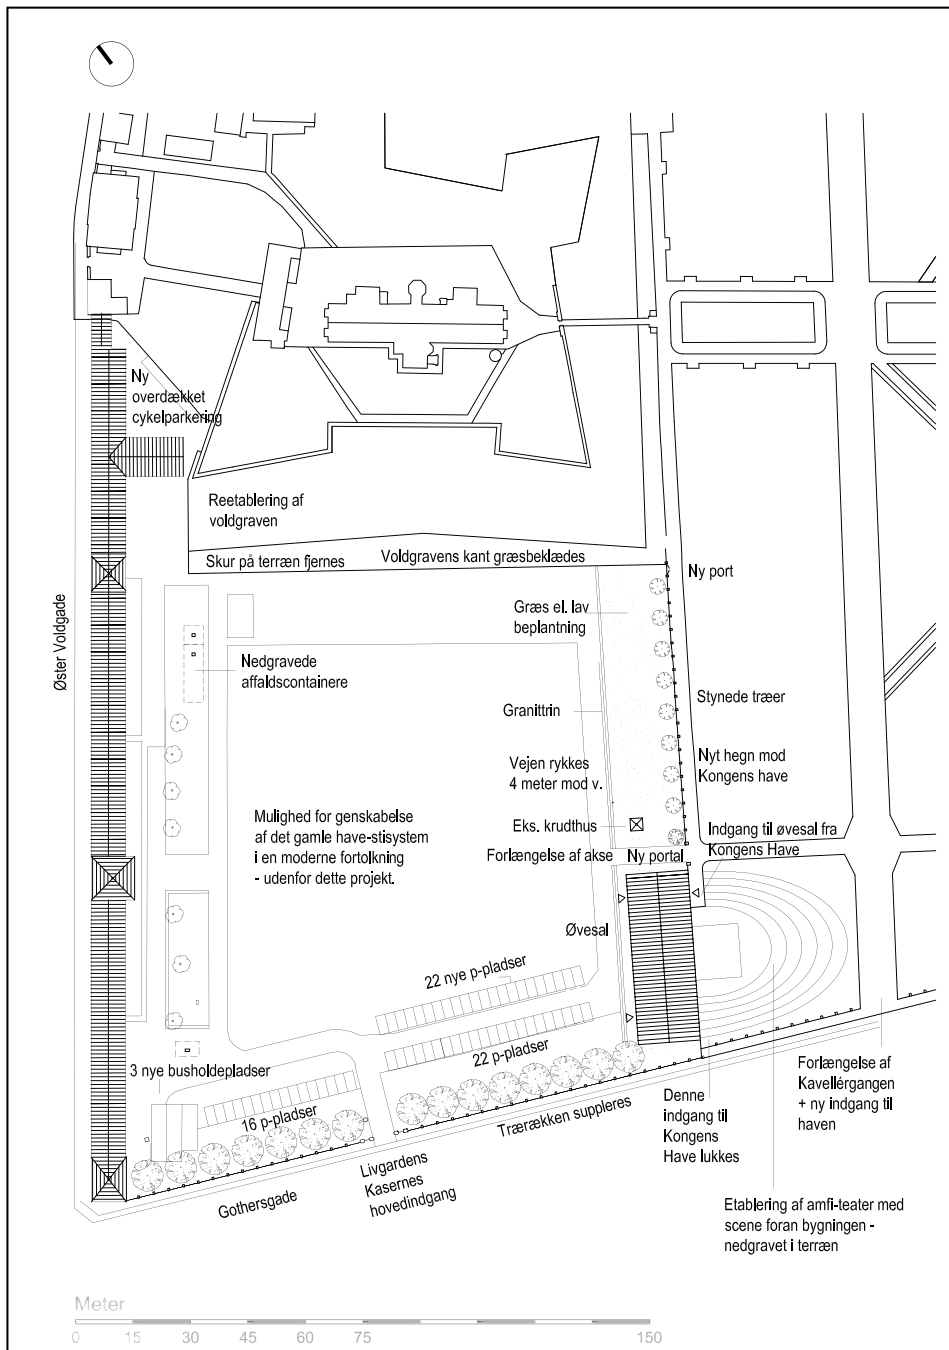 Ny
overdækket
cykelparkering
Reetablering af
voldgraven
Skur på terræn fjernes
Voldgravens kant græsbeklædes
Ny port
Græs el. lav
beplantning
Øster Voldgade
Nedgravede
affaldscontainere
Granittrin
Stynede træer
Vejen rykkes
4 meter mod v.
Nyt hegn mod
Kongens have
Mulighed for genskabelse
af det gamle have-stisystem
i en moderne fortolkning
- udenfor dette projekt.
Eks. krudthus
Indgang til øvesal fra
Kongens Have
Forlængelse af akse
Ny portal
Øvesal
22 nye p-pladser
22 p-pladser
3 nye busholdepladser
16 p-pladser
Trærækken suppleres
Denne
indgang til
Kongens
Have lukkes
Forlængelse af
Kavellérgangen
+ ny indgang til
haven
Livgardens
Kasernes
hovedindgang
Gothersgade
Etablering af amfi-teater med
scene foran bygningen -
nedgravet i terræn
Meter
0 15 30 45 60 75 150